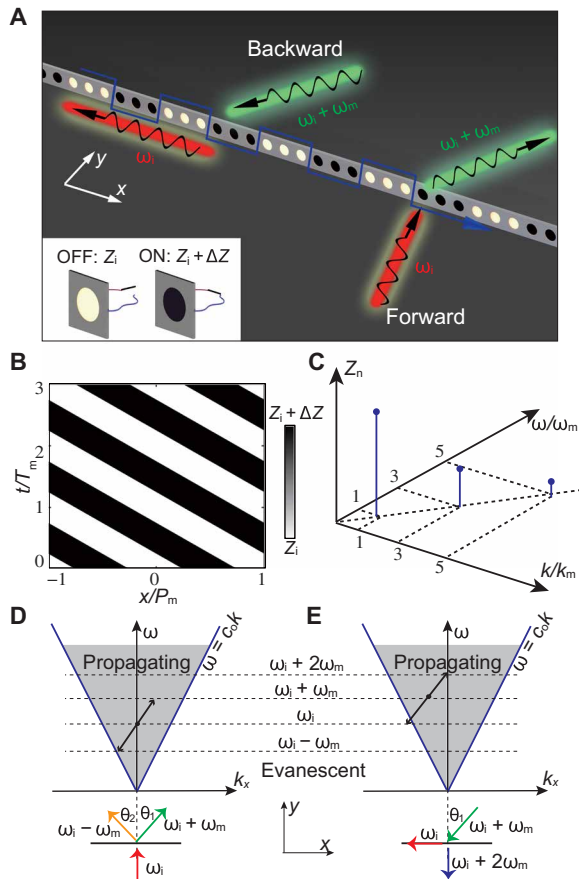 A
Backward
ωᵢ + ωₘ
ωᵢ + ωₘ
ωᵢ
y
x
ωᵢ
Forward
OFF: Zᵢ
ON: Zᵢ + ΔZ
B
3
2
1
0
t/Tₘ
−1
0
1
x/Pₘ
Zᵢ + ΔZ
Zᵢ
C
Zₙ
ω/ωₘ
5
3
1
1
3
5
k/kₘ
D
ω
ω = c₀k
Propagating
kₓ
θ₂
θ₁
ωᵢ − ωₘ
ωᵢ + ωₘ
ωᵢ
ωᵢ + 2ωₘ
ωᵢ + ωₘ
ωᵢ
ωᵢ − ωₘ
Evanescent
y
x
E
ω
ω = c₀k
Propagating
kₓ
θ₁
ωᵢ
ωᵢ + ωₘ
ωᵢ + 2ωₘ